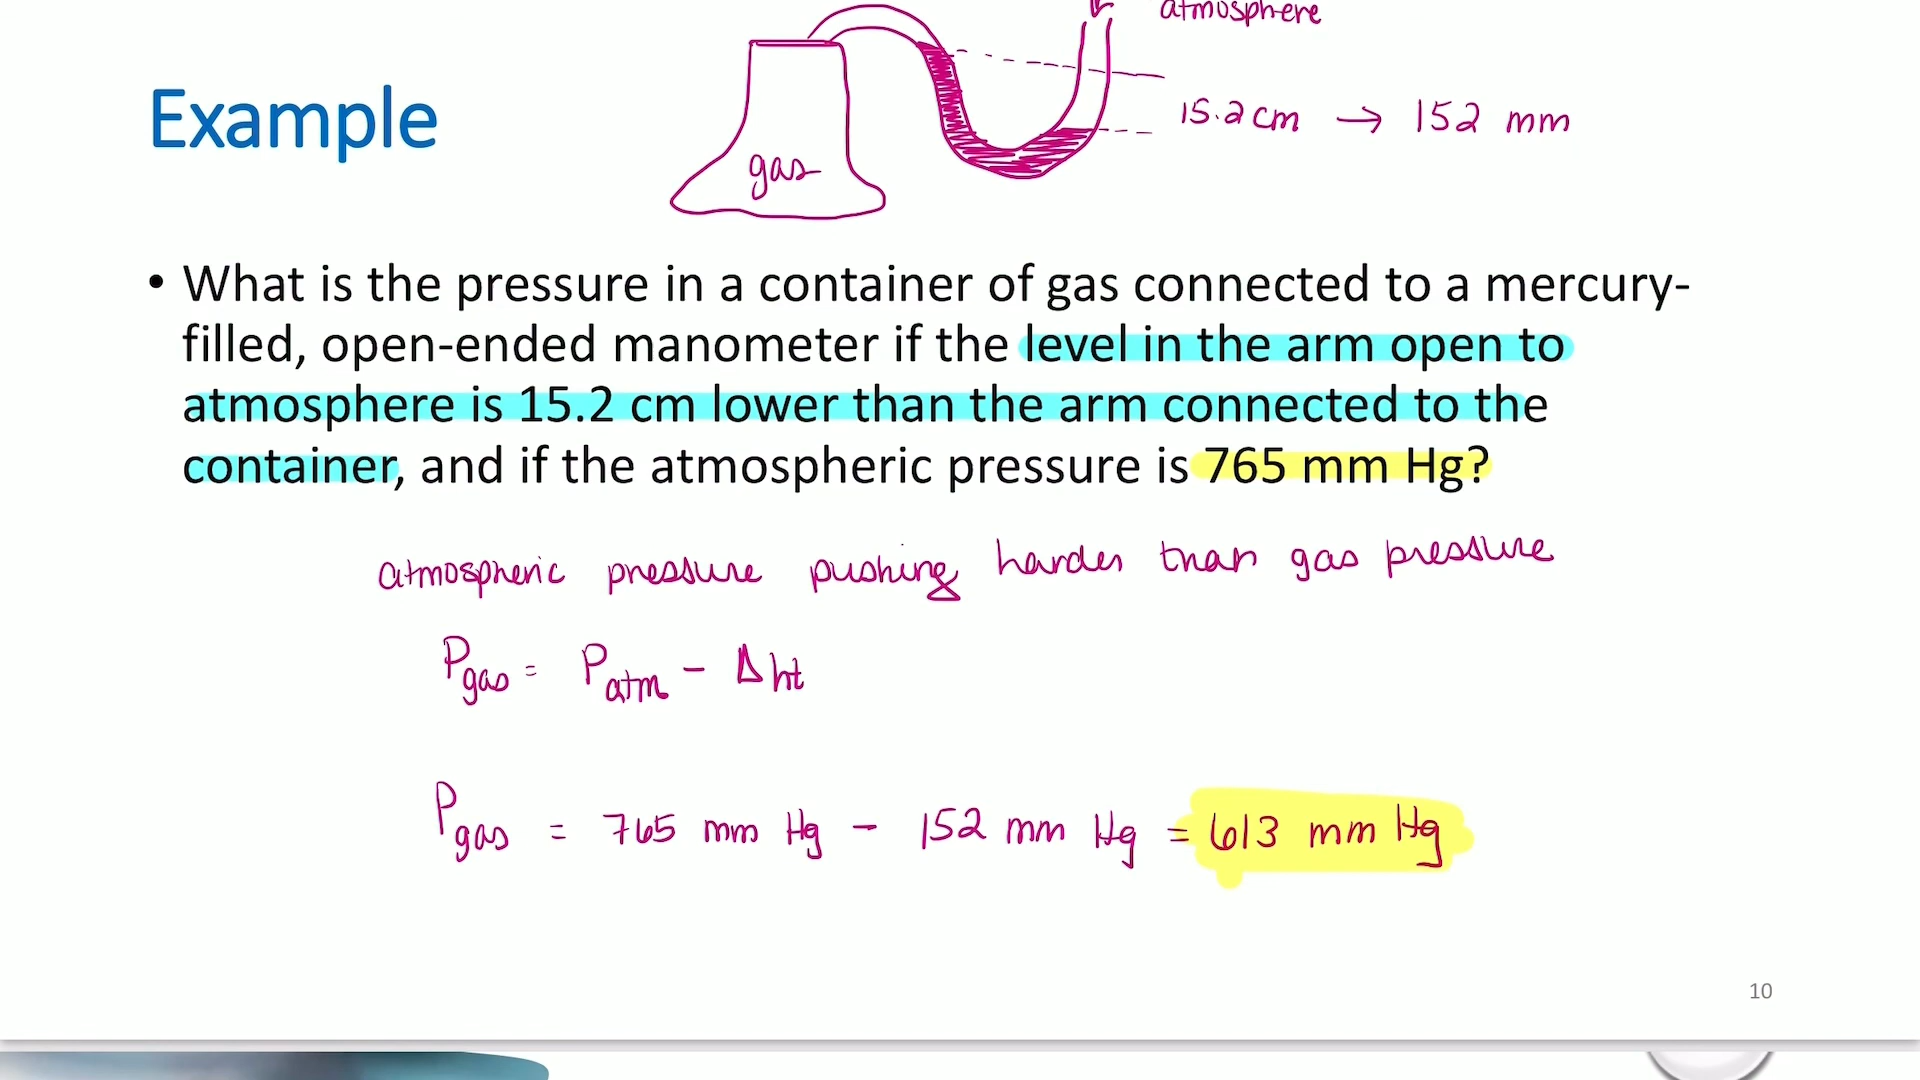 atmosphere
Example
15.2 cm → 152 mm
gas
• What is the pressure in a container of gas connected to a mercury-
filled, open-ended manometer if the level in the arm open to
atmosphere is 15.2 cm lower than the arm connected to the
container, and if the atmospheric pressure is 765 mm Hg?
atmospheric pressure pushing harder than gas pressure
Pgas = Patm - Δht
Pgas = 765 mm Hg - 152 mm Hg = 613 mm Hg
10